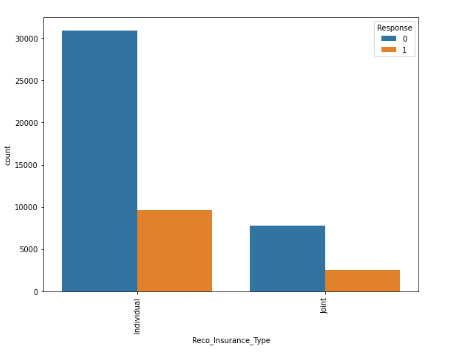 Response
0
1
30000
25000
20000
15000
10000
5000
0
count
Individual
Joint
Reco_Insurance_Type